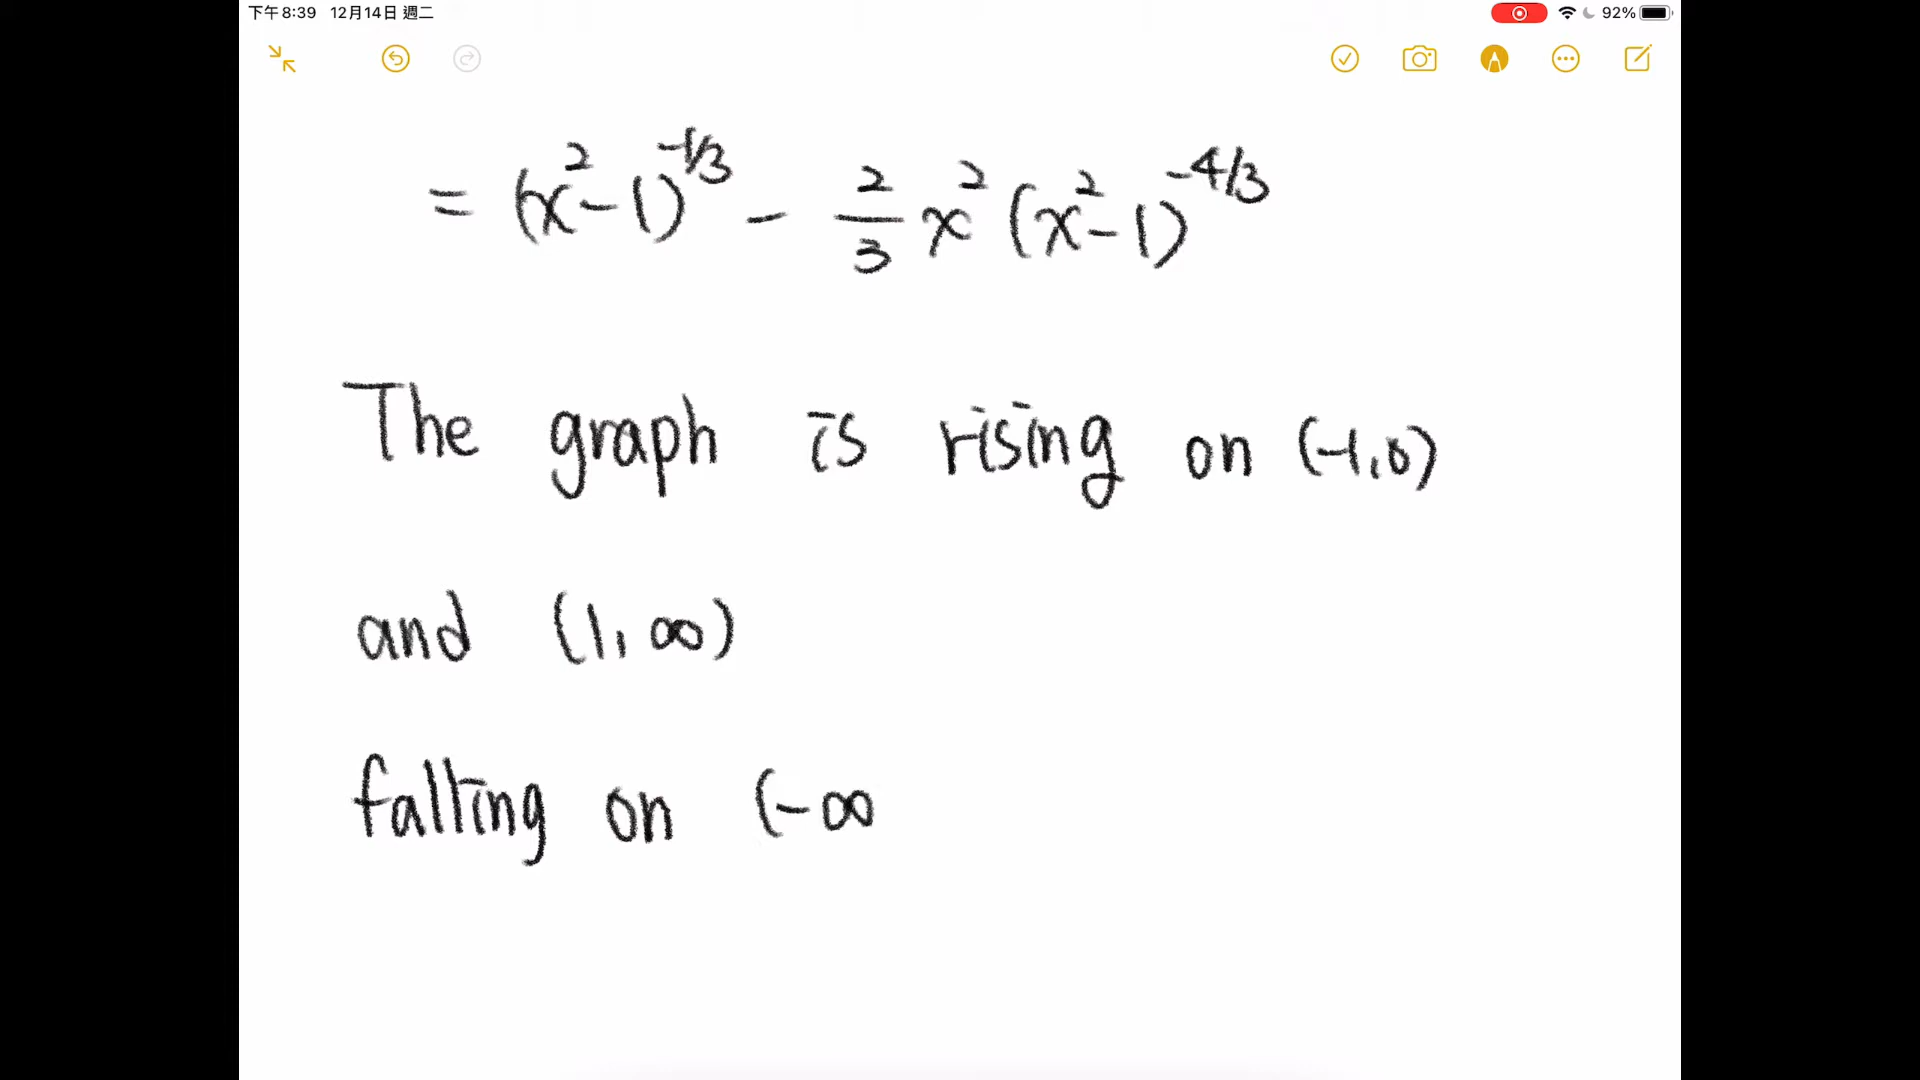 下午8:39 12月14日 週二 92%
= (x²-1)^{-1/3} - 2/3 x² (x²-1)^{-4/3}
The graph is rising on (-1,0)
and (1, ∞)
falling on (-∞